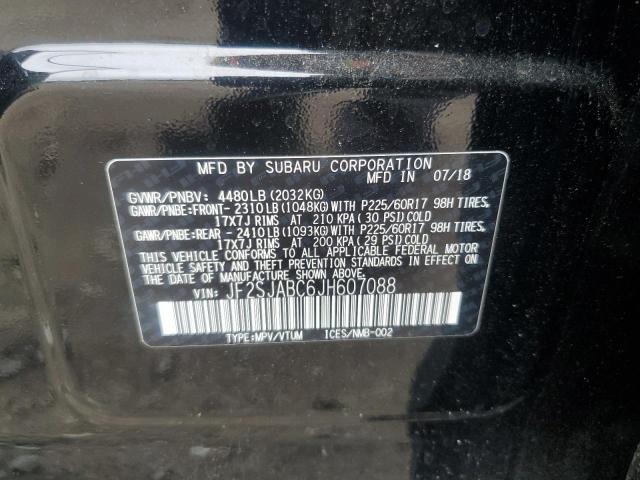 MFD BY SUBARU CORPORATION
MFD IN 07/18
GVWR/PNBV: 4480LB (2032KG)
GAWR/PNBE:FRONT-2310LB (1048KG) WITH P225/60R17 98H TIRES,
17X7J RIMS AT 210 KPA (30 PSI) COLD
GAWR/PNBE:REAR - 2410LB (1093KG) WITH P225/60R17 98H TIRES,
17X7J RIMS AT 200 KPA (29 PSI) COLD
THIS VEHICLE CONFORMS TO ALL APPLICABLE FEDERAL MOTOR
VEHICLE SAFETY AND THEFT PREVENTION STANDARDS IN EFFECT ON
THE DATE OF MANUFACTURE SHOWN ABOVE.
VIN: JF2SJABC6JH607088
TYPE:MPV/VTUM ICES/NMB-002